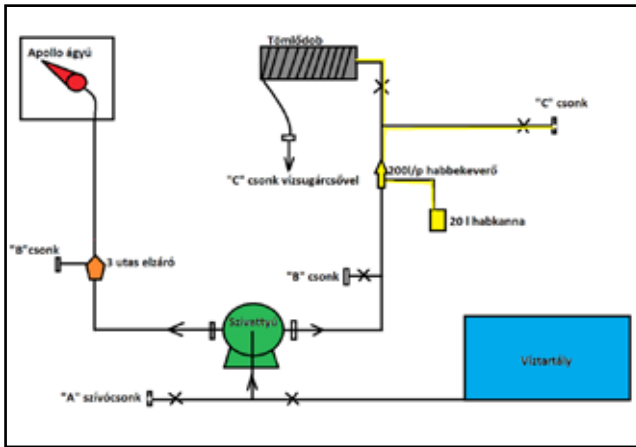 Apollo ágyú
Tömlődob
"C" csonk
"C" csonk vízsugárcsővel
200l/p habbekeverő
20 l habkanna
"B"csonk
3 utas elzáró
"B" csonk
Szivattyú
Víztartály
"A" szívócsonk